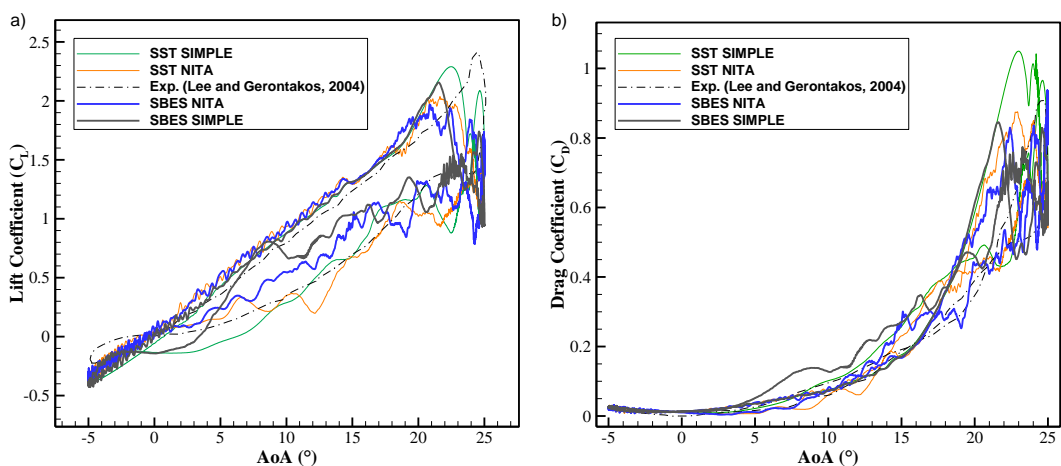 a)
Lift Coefficient (C_L)
2.5
2
1.5
1
0.5
0
-0.5
SST SIMPLE
SST NITA
Exp. (Lee and Gerontakos, 2004)
SBES NITA
SBES SIMPLE
-5 0 5 10 15 20 25
AoA (°)
b)
Drag Coefficient (C_D)
1
0.8
0.6
0.4
0.2
0
SST SIMPLE
SST NITA
Exp. (Lee and Gerontakos, 2004)
SBES NITA
SBES SIMPLE
-5 0 5 10 15 20 25
AoA (°)